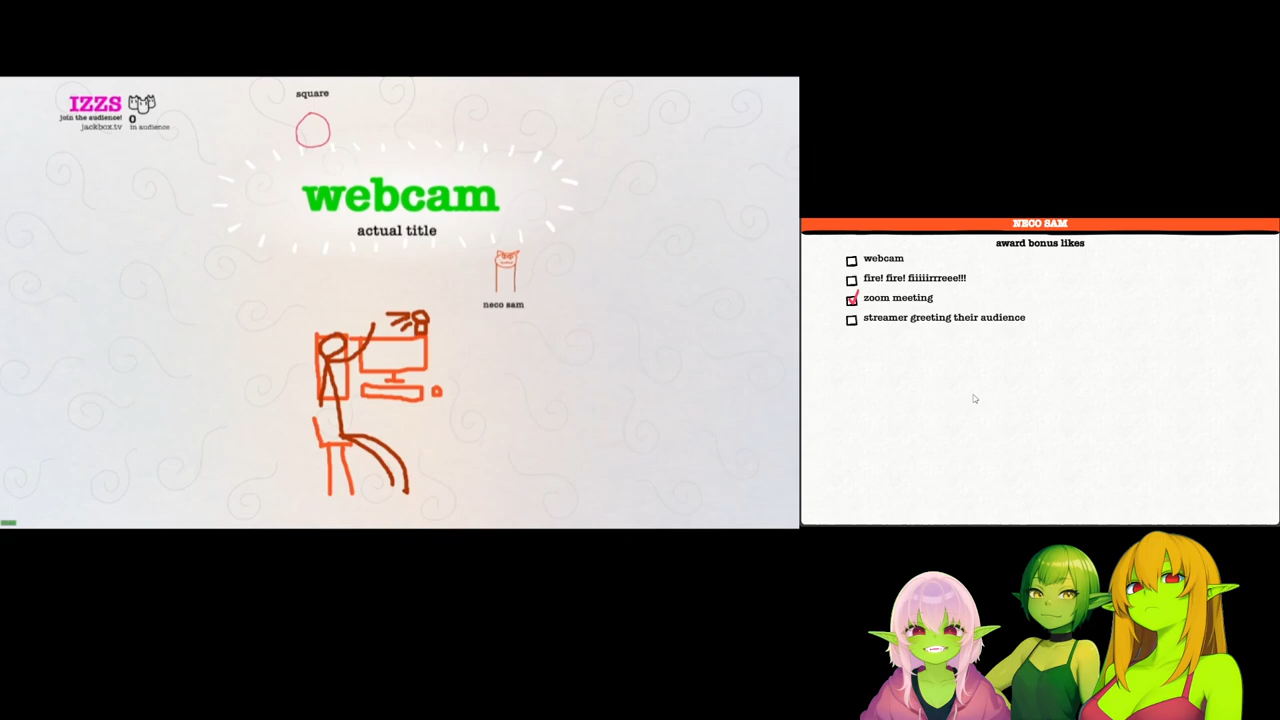 IZZS
join the audience!
jackbox.tv
0
in audience
square
webcam
actual title
neco sam
NECO SAM
award bonus likes
webcam
fire! fire! fiiiirrreee!!!
zoom meeting
streamer greeting their audience